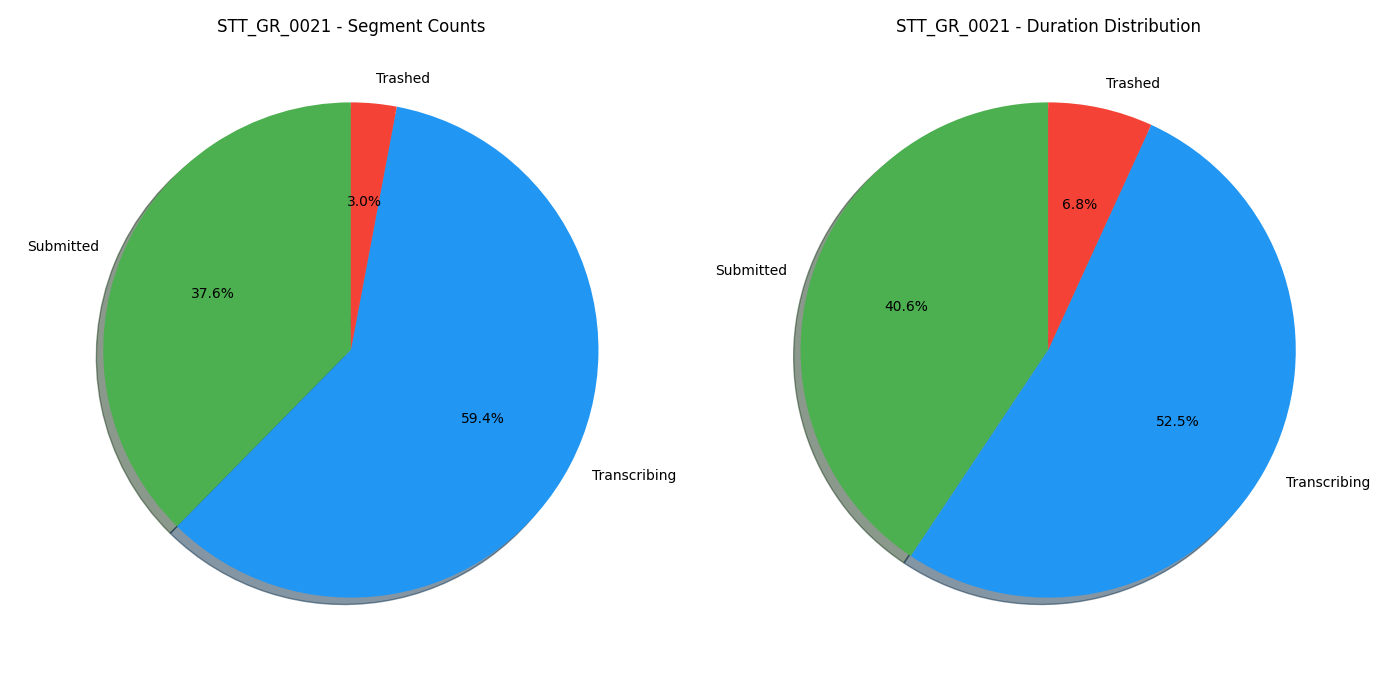 STT_GR_0021 - Segment Counts
Trashed
Submitted
3.0%
37.6%
59.4%
Transcribing
STT_GR_0021 - Duration Distribution
Trashed
Submitted
6.8%
40.6%
52.5%
Transcribing